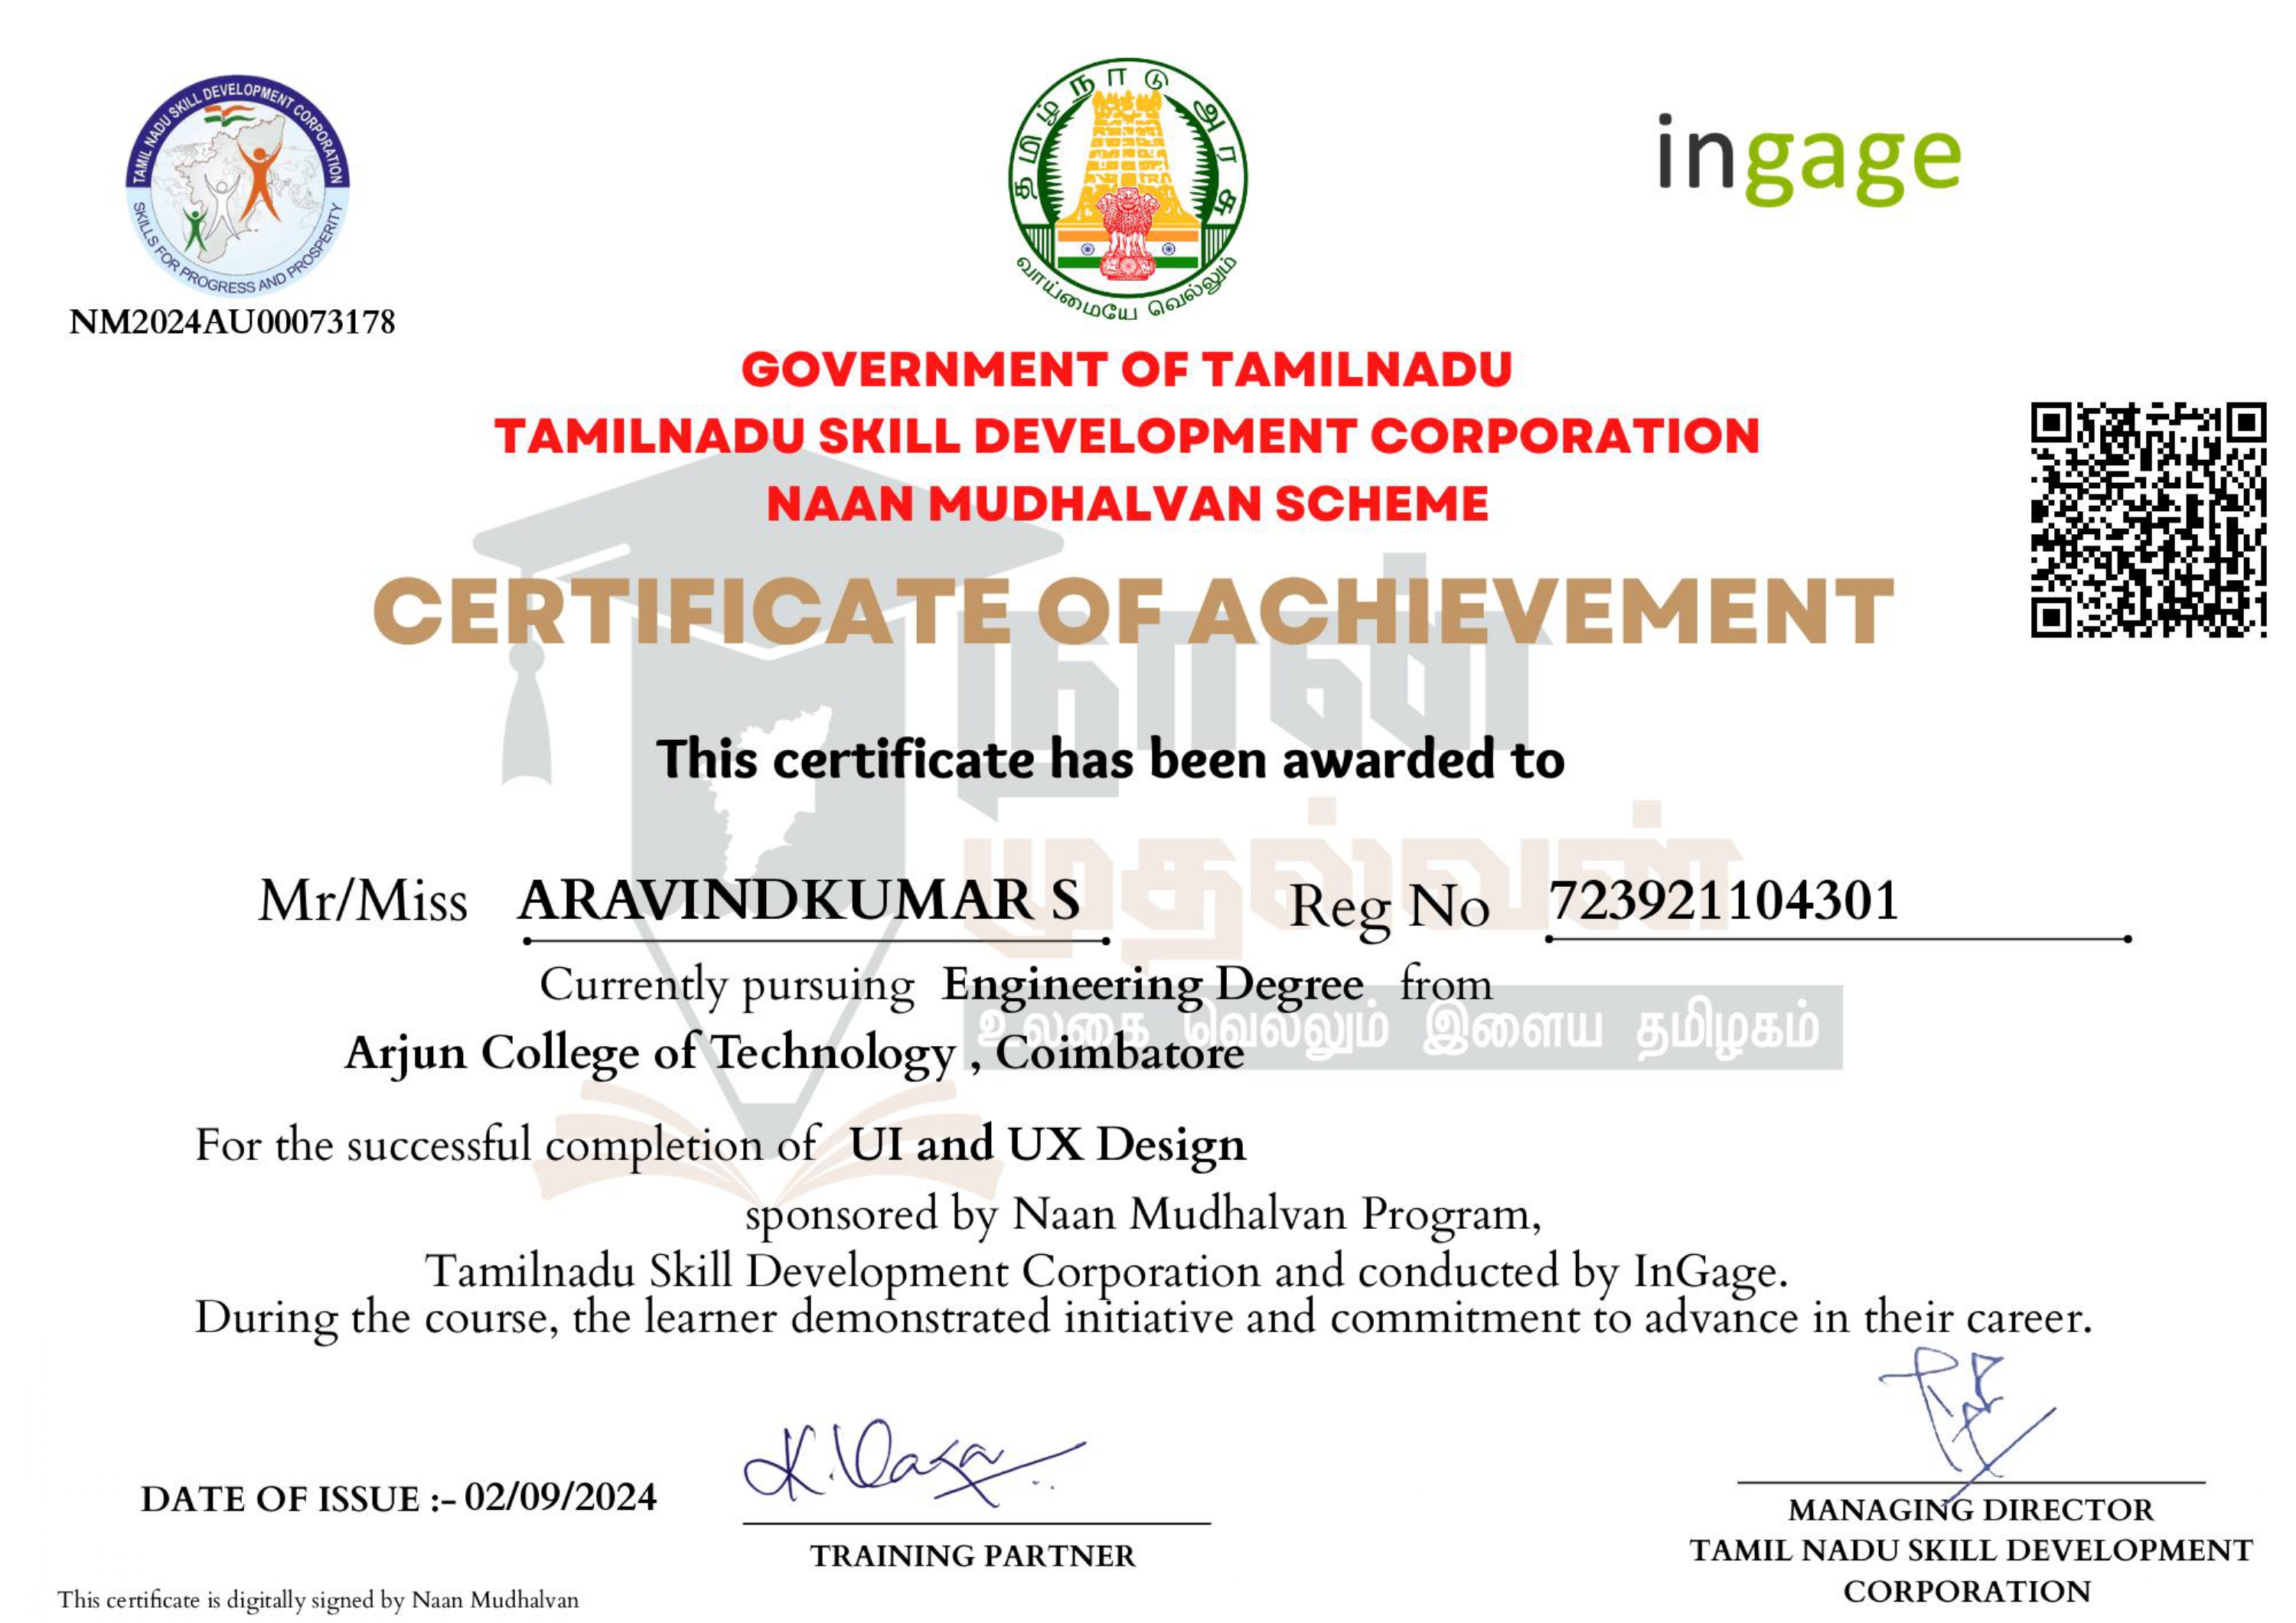 TAMIL NADU SKILL DEVELOPMENT CORPORATION
SKILLS FOR PROGRESS AND PROSPERITY
NM2024AU00073178
தமிழ்நாடு அரசு
வாய்மையே வெல்லும்
ingage
GOVERNMENT OF TAMILNADU
TAMILNADU SKILL DEVELOPMENT CORPORATION
NAAN MUDHALVAN SCHEME
CERTIFICATE OF ACHIEVEMENT
நான்
முதல்வன்
உலகை வெல்லும் இளைய தமிழகம்
This certificate has been awarded to
Mr/Miss ARAVINDKUMAR S Reg No 723921104301
Currently pursuing Engineering Degree from
Arjun College of Technology , Coimbatore
For the successful completion of UI and UX Design
sponsored by Naan Mudhalvan Program,
Tamilnadu Skill Development Corporation and conducted by InGage.
During the course, the learner demonstrated initiative and commitment to advance in their career.
DATE OF ISSUE :- 02/09/2024
TRAINING PARTNER
MANAGING DIRECTOR
TAMIL NADU SKILL DEVELOPMENT
CORPORATION
This certificate is digitally signed by Naan Mudhalvan